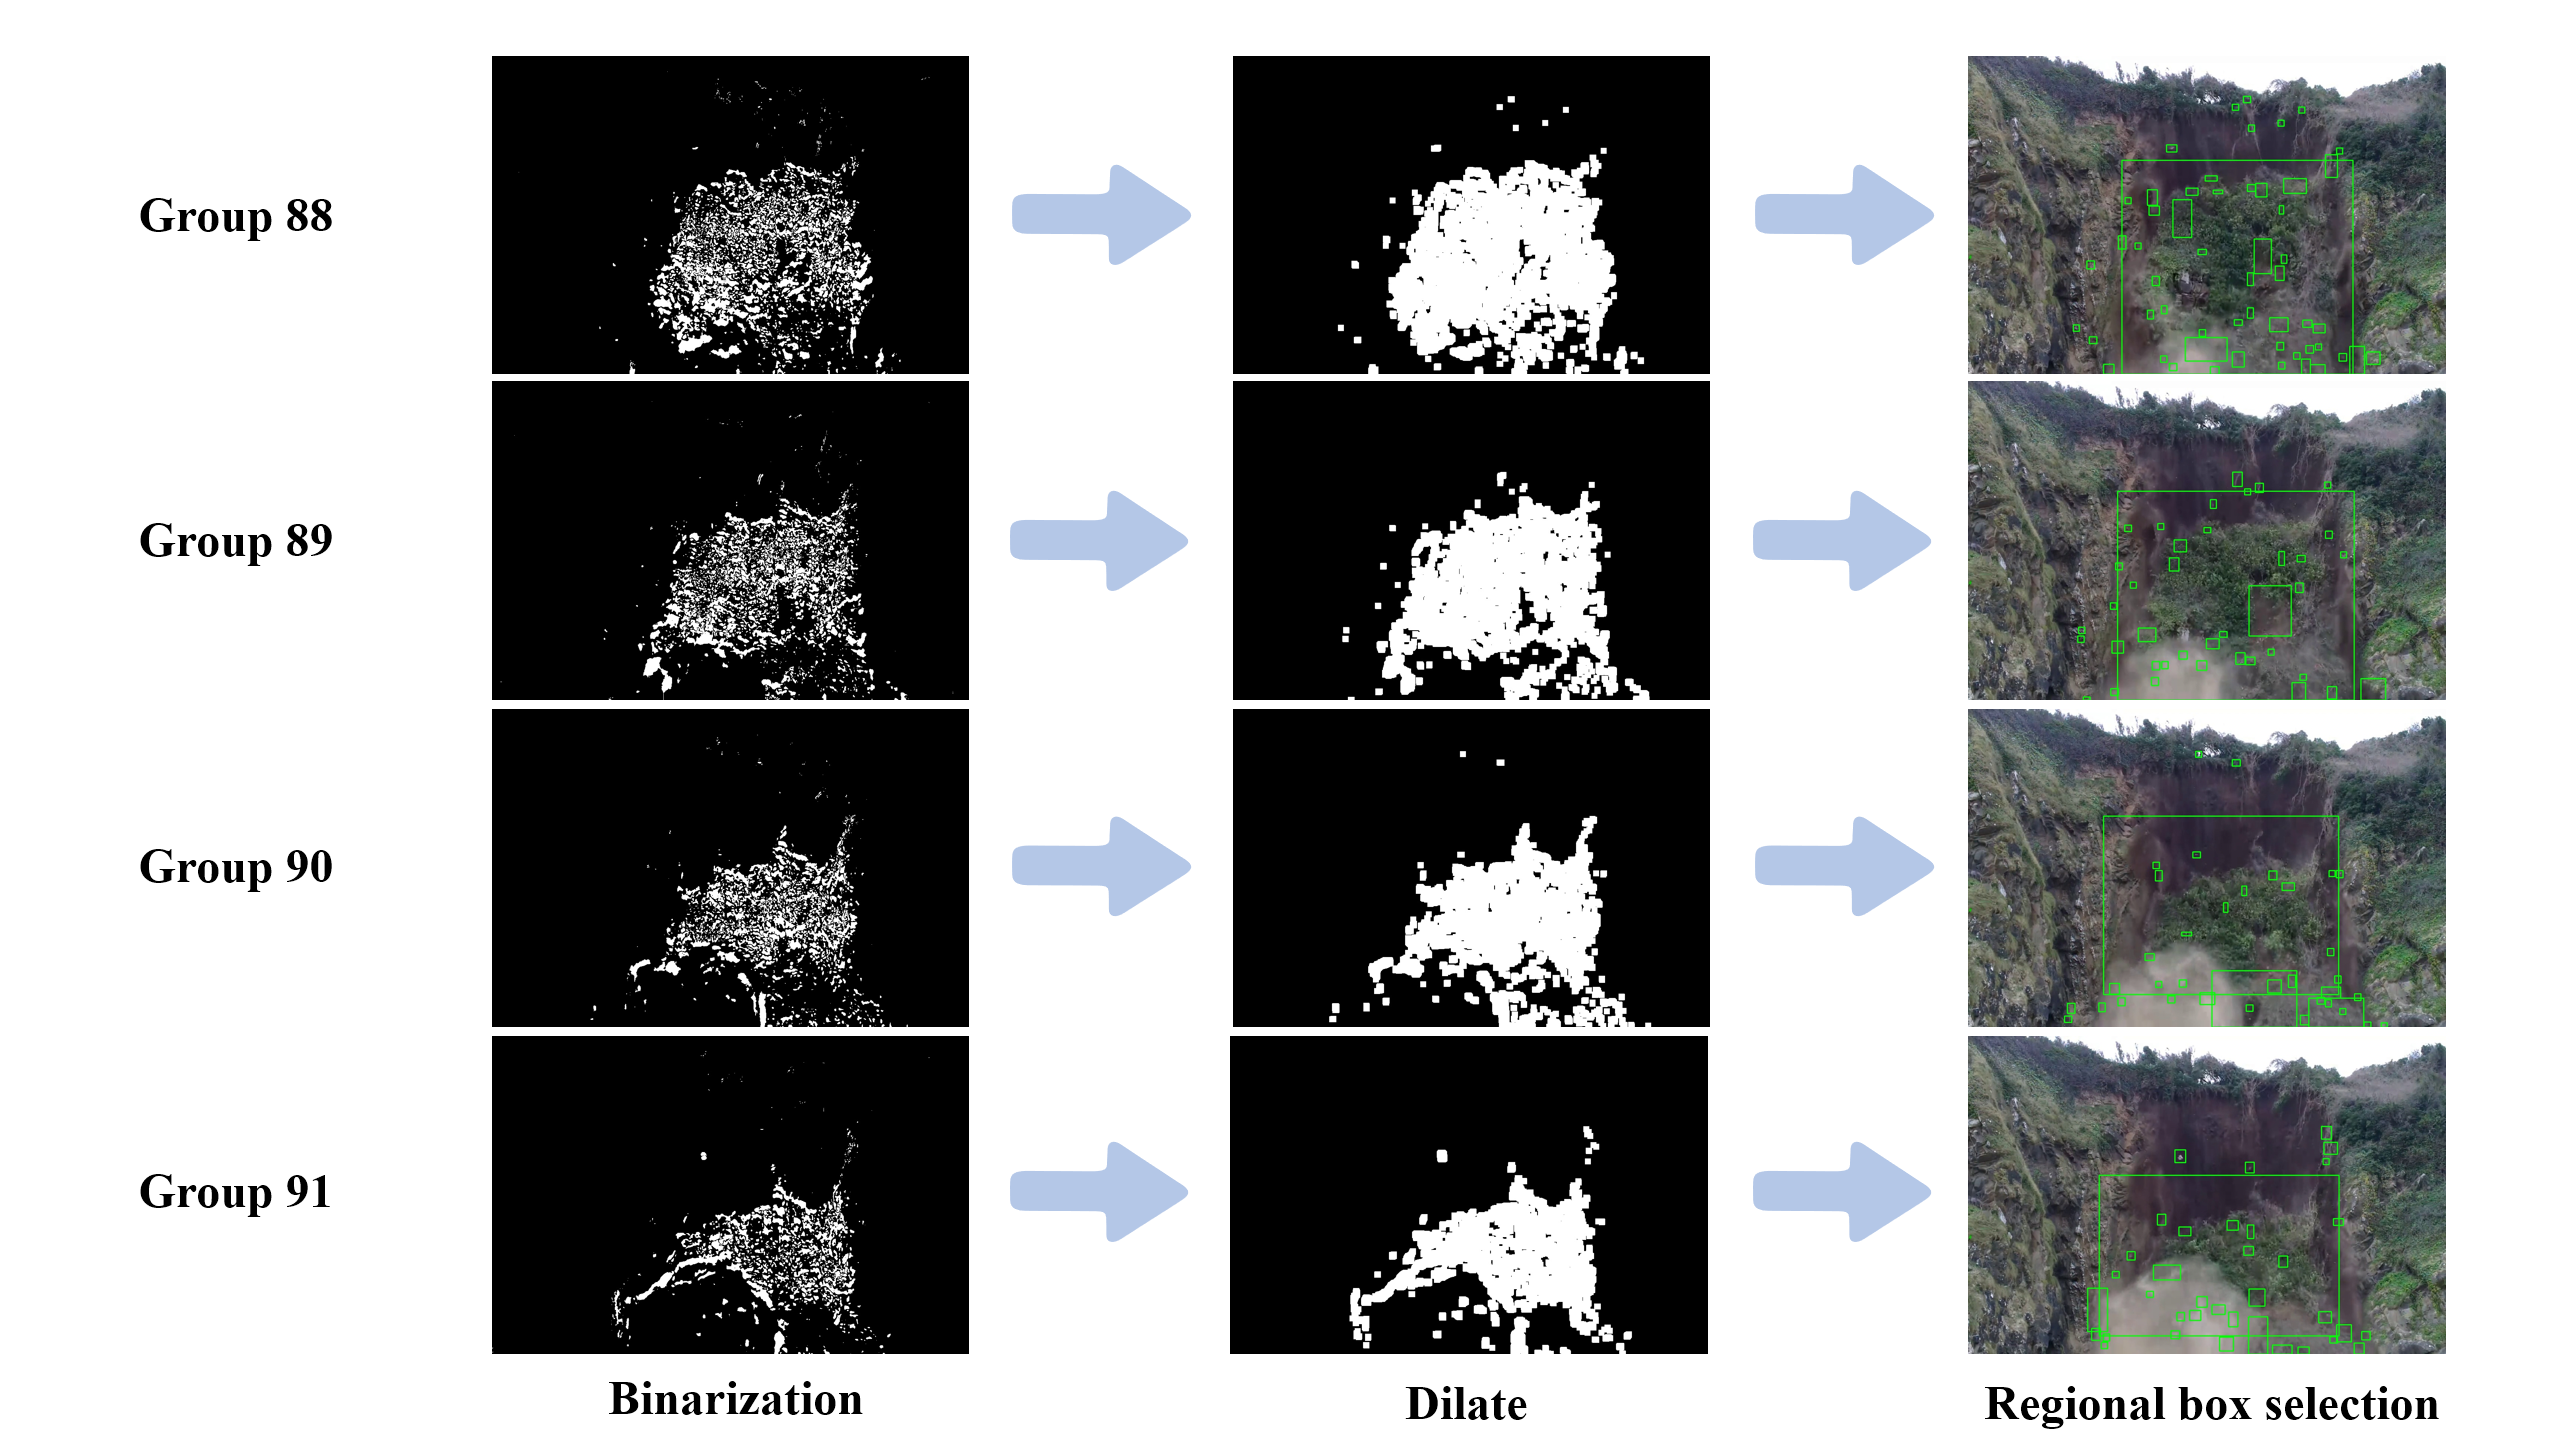 Group 88
Group 89
Group 90
Group 91
Binarization
Dilate
Regional box selection